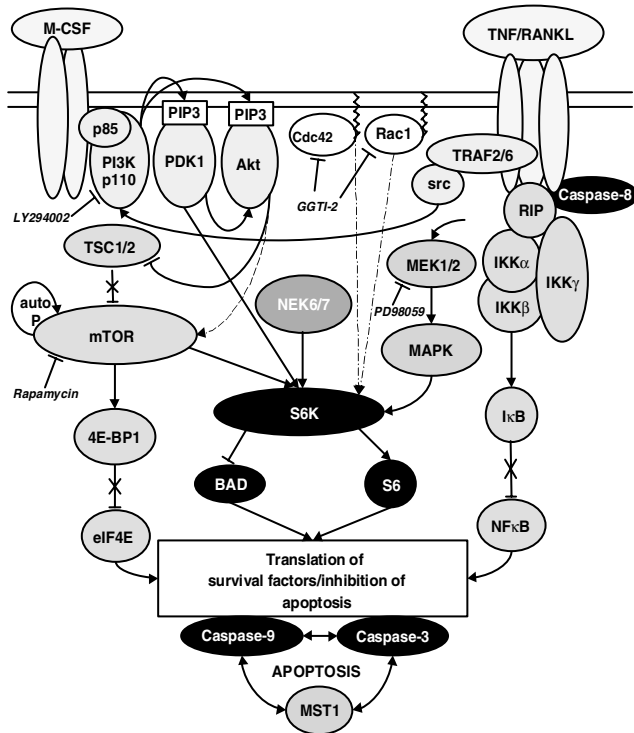 M-CSF
TNF/RANKL
PIP3
PIP3
p85
PI3K
p110
PDK1
Akt
Cdc42
Rac1
TRAF2/6
src
Caspase-8
RIP
LY294002
GGTI-2
TSC1/2
MEK1/2
IKKα
IKKγ
IKKβ
auto
P
mTOR
NEK6/7
PD98059
MAPK
Rapamycin
S6K
4E-BP1
IκB
BAD
S6
eIF4E
NFκB
Translation of
survival factors/inhibition of
apoptosis
Caspase-9
Caspase-3
APOPTOSIS
MST1